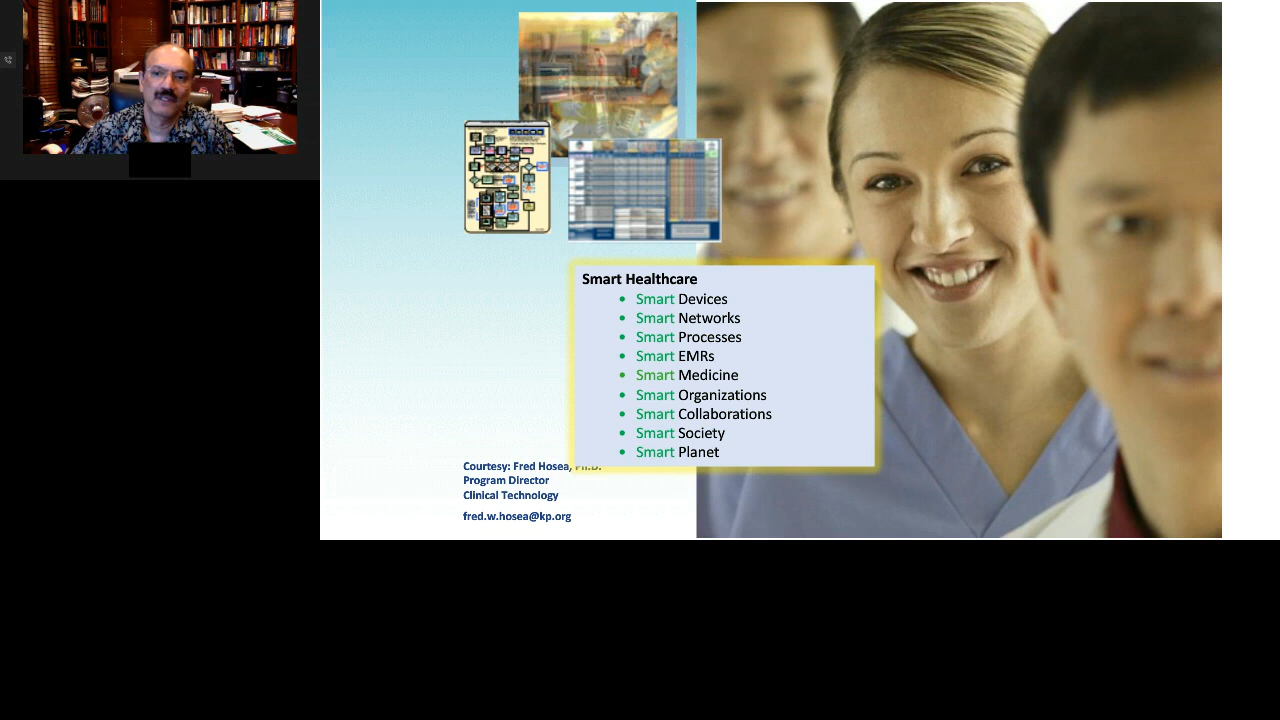 Smart Healthcare
• Smart Devices
• Smart Networks
• Smart Processes
• Smart EMRs
• Smart Medicine
• Smart Organizations
• Smart Collaborations
• Smart Society
• Smart Planet
Courtesy: Fred Hosea, Ph.D.
Program Director
Clinical Technology
fred.w.hosea@kp.org